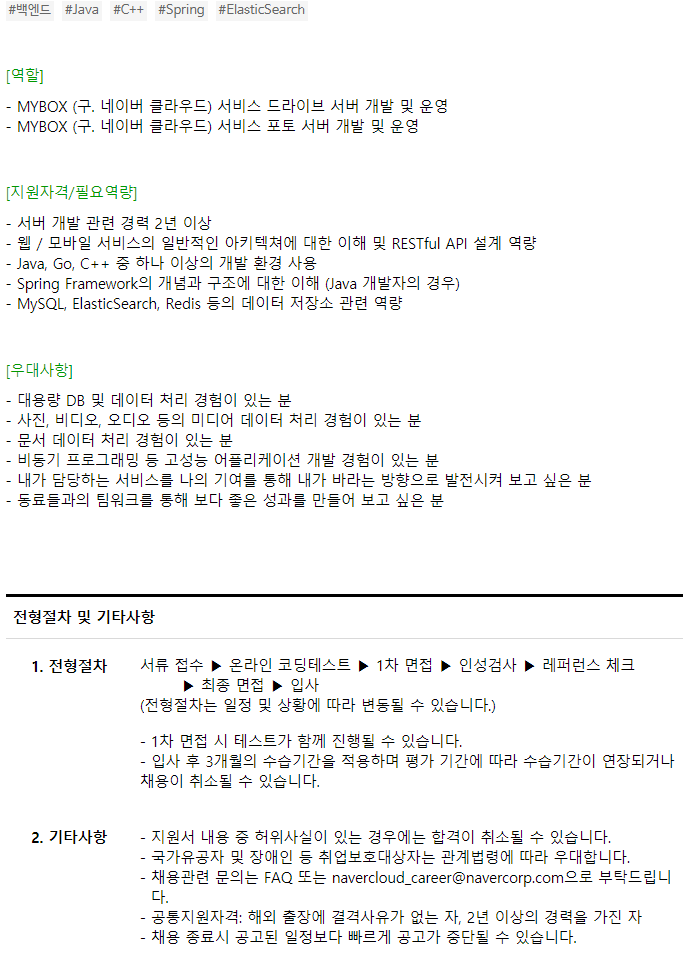 #백엔드 #Java #C++ #Spring #ElasticSearch
[역할]
- MYBOX (구. 네이버 클라우드) 서비스 드라이브 서버 개발 및 운영
- MYBOX (구. 네이버 클라우드) 서비스 포토 서버 개발 및 운영
[지원자격/필요역량]
- 서버 개발 관련 경력 2년 이상
- 웹 / 모바일 서비스의 일반적인 아키텍쳐에 대한 이해 및 RESTful API 설계 역량
- Java, Go, C++ 중 하나 이상의 개발 환경 사용
- Spring Framework의 개념과 구조에 대한 이해 (Java 개발자의 경우)
- MySQL, ElasticSearch, Redis 등의 데이터 저장소 관련 역량
[우대사항]
- 대용량 DB 및 데이터 처리 경험이 있는 분
- 사진, 비디오, 오디오 등의 미디어 데이터 처리 경험이 있는 분
- 문서 데이터 처리 경험이 있는 분
- 비동기 프로그래밍 등 고성능 어플리케이션 개발 경험이 있는 분
- 내가 담당하는 서비스를 나의 기여를 통해 내가 바라는 방향으로 발전시켜 보고 싶은 분
- 동료들과의 팀워크를 통해 보다 좋은 성과를 만들어 보고 싶은 분
전형절차 및 기타사항
1. 전형절차 서류 접수 ▶ 온라인 코딩테스트 ▶ 1차 면접 ▶ 인성검사 ▶ 레퍼런스 체크
▶ 최종 면접 ▶ 입사
(전형절차는 일정 및 상황에 따라 변동될 수 있습니다.)
- 1차 면접 시 테스트가 함께 진행될 수 있습니다.
- 입사 후 3개월의 수습기간을 적용하며 평가 기간에 따라 수습기간이 연장되거나
채용이 취소될 수 있습니다.
2. 기타사항 - 지원서 내용 중 허위사실이 있는 경우에는 합격이 취소될 수 있습니다.
- 국가유공자 및 장애인 등 취업보호대상자는 관계법령에 따라 우대합니다.
- 채용관련 문의는 FAQ 또는 navercloud_career@navercorp.com으로 부탁드립니
다.
- 공통지원자격: 해외 출장에 결격사유가 없는 자, 2년 이상의 경력을 가진 자
- 채용 종료시 공고된 일정보다 빠르게 공고가 중단될 수 있습니다.